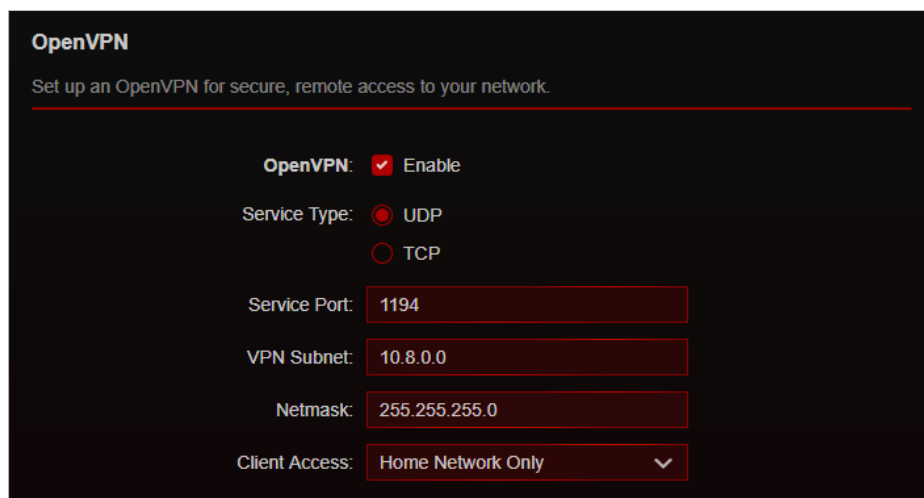 OpenVPN
Set up an OpenVPN for secure, remote access to your network.
OpenVPN: Enable
Service Type: UDP
TCP
Service Port: 1194
VPN Subnet: 10.8.0.0
Netmask: 255.255.255.0
Client Access: Home Network Only